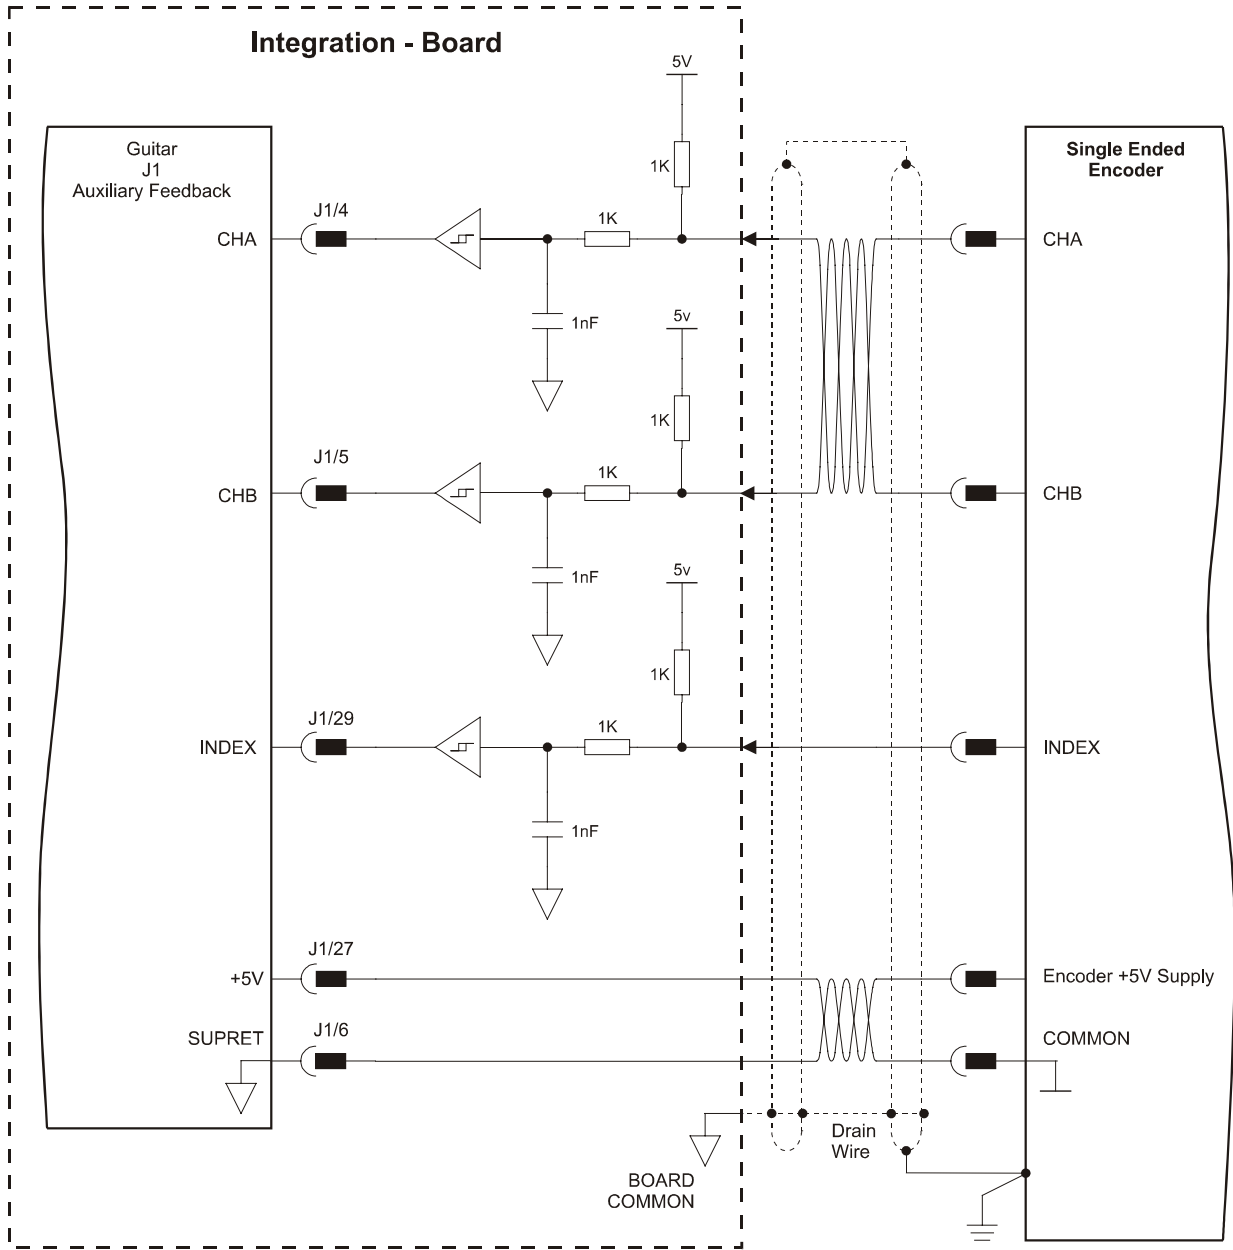 Integration - Board
5V
Guitar
J1
Auxiliary Feedback
Single Ended
Encoder
1K
J1/4
1K
CHA
CHA
1nF
5v
1K
J1/5
1K
CHB
CHB
1nF
5v
1K
J1/29
1K
INDEX
INDEX
1nF
J1/27
+5V
Encoder +5V Supply
SUPRET
J1/6
COMMON
Drain
Wire
BOARD
COMMON